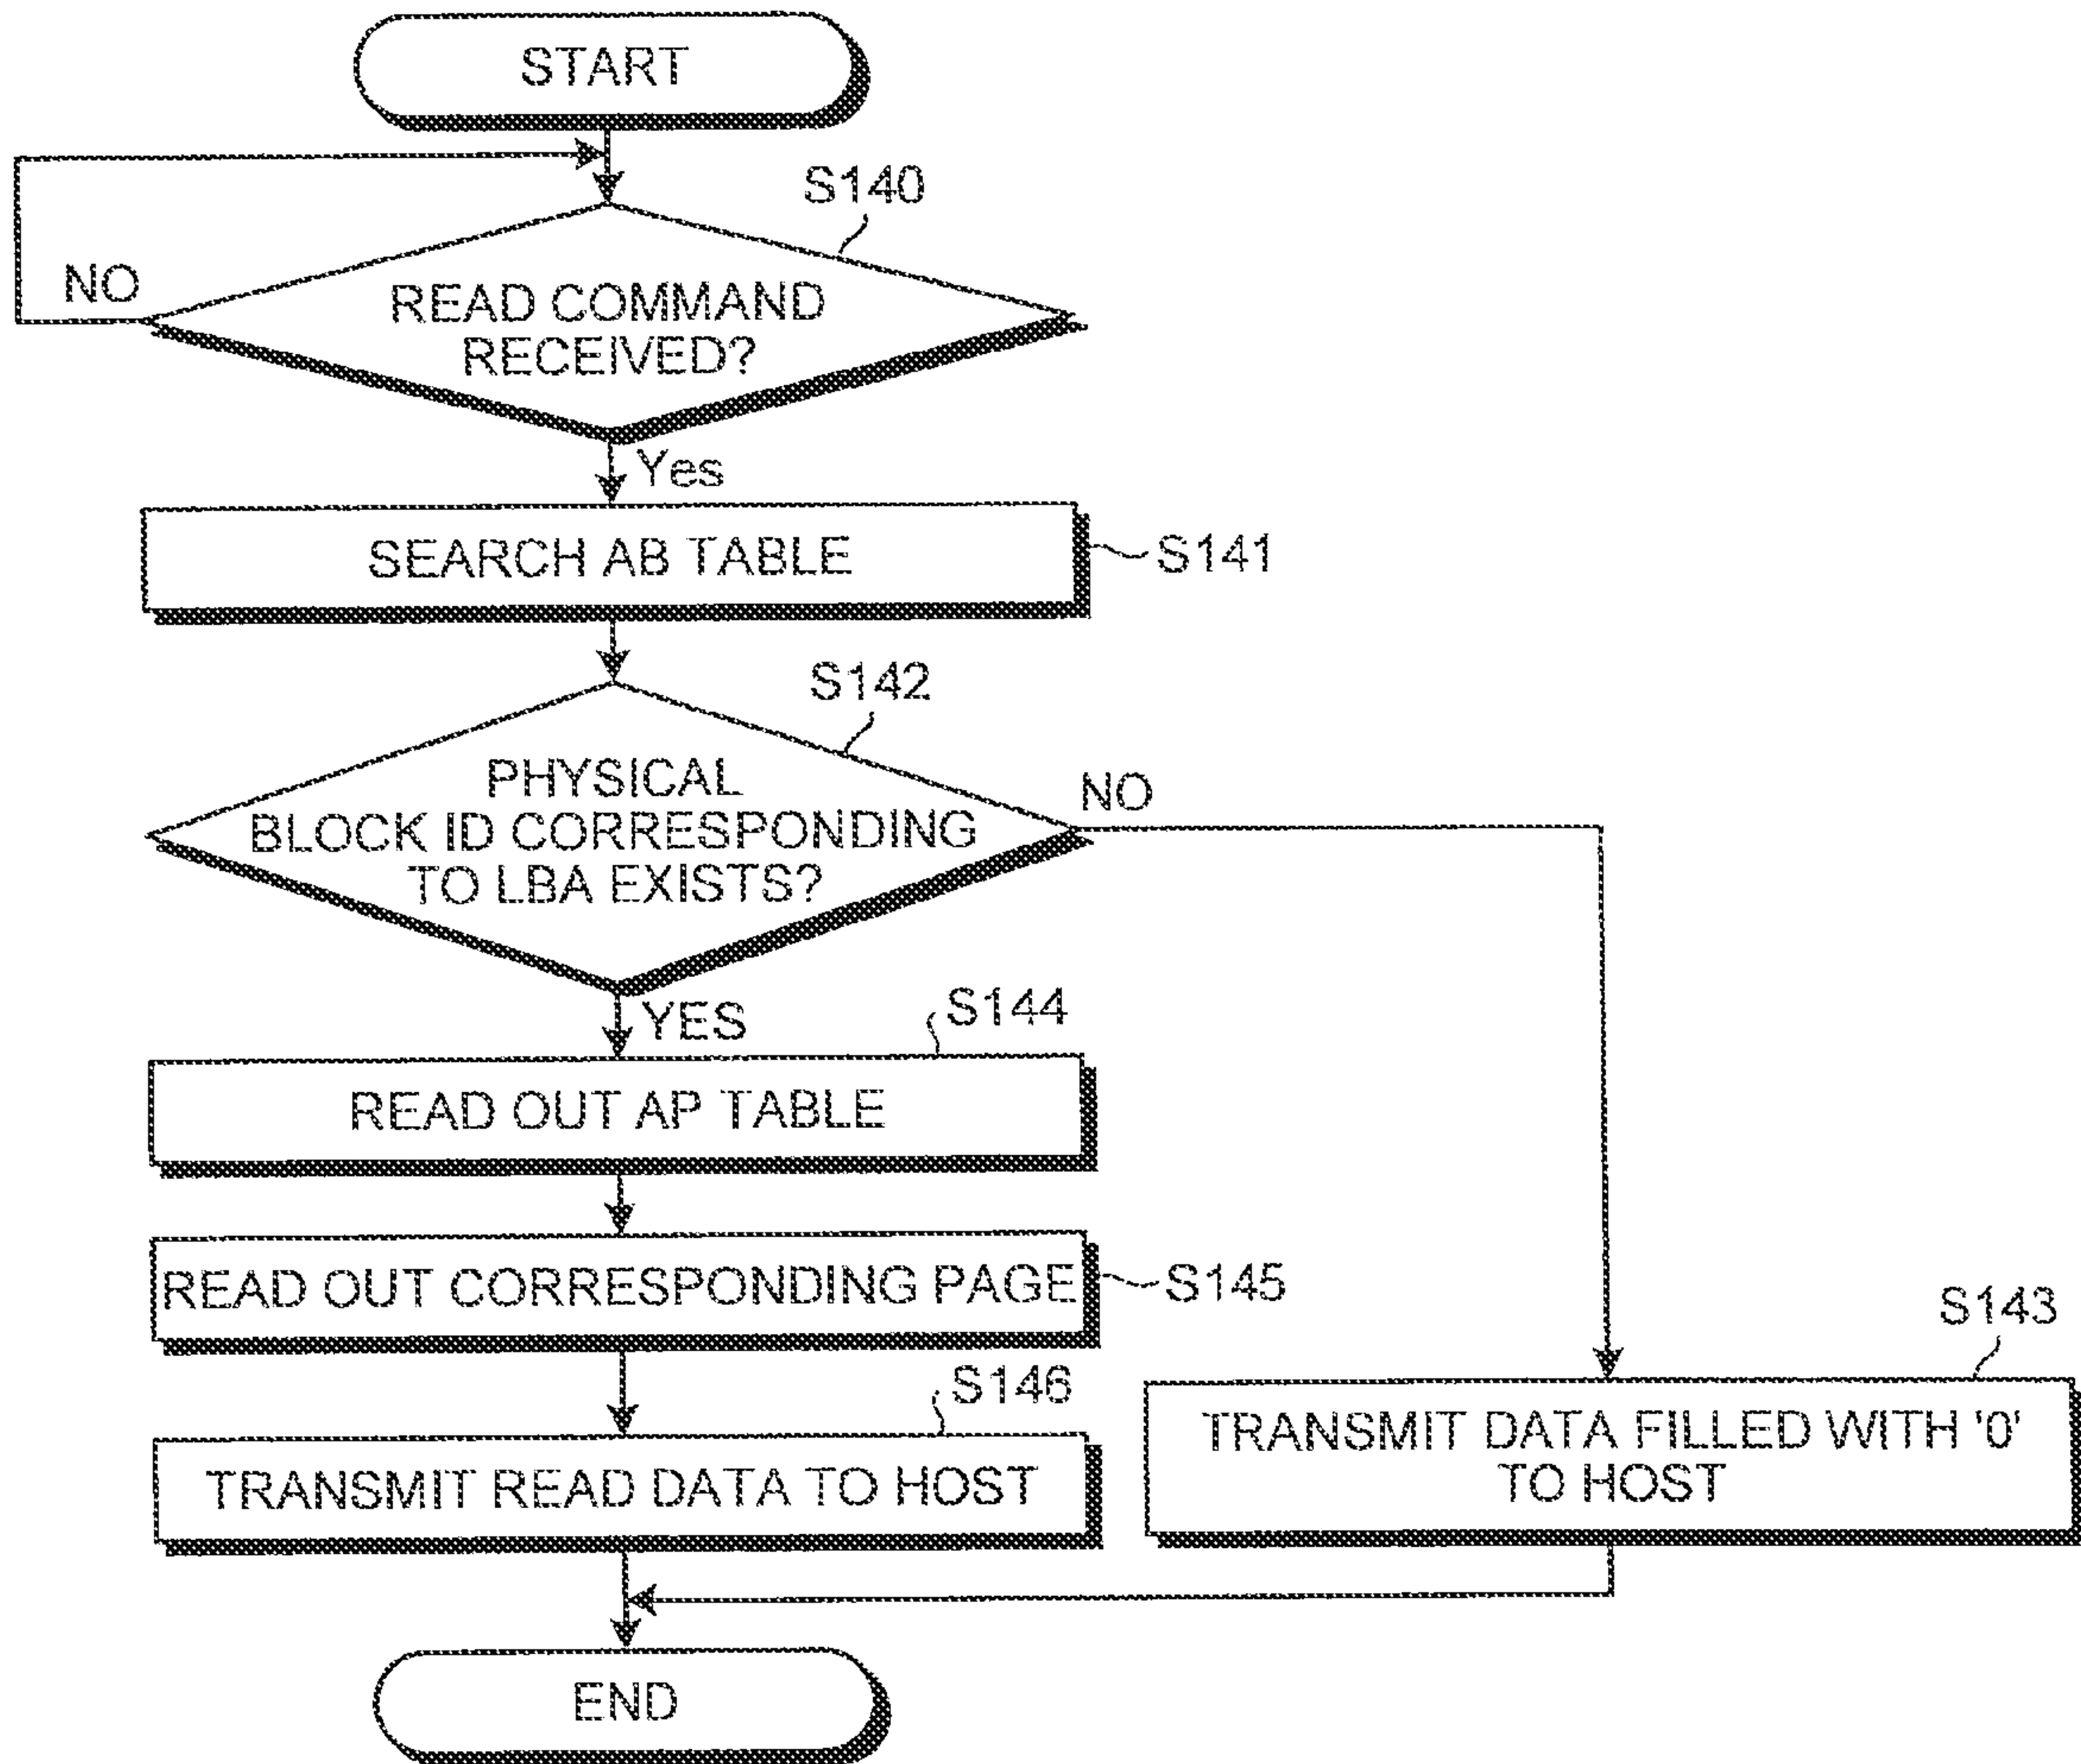 START
S140
NO
READ COMMAND
RECEIVED?
Yes
SEARCH AB TABLE
S141
S142
PHYSICAL
BLOCK ID CORRESPONDING
TO LBA EXISTS?
NO
YES
S144
READ OUT AP TABLE
READ OUT CORRESPONDING PAGE
S145
S143
S146
TRANSMIT DATA FILLED WITH '0'
TO HOST
TRANSMIT READ DATA TO HOST
END